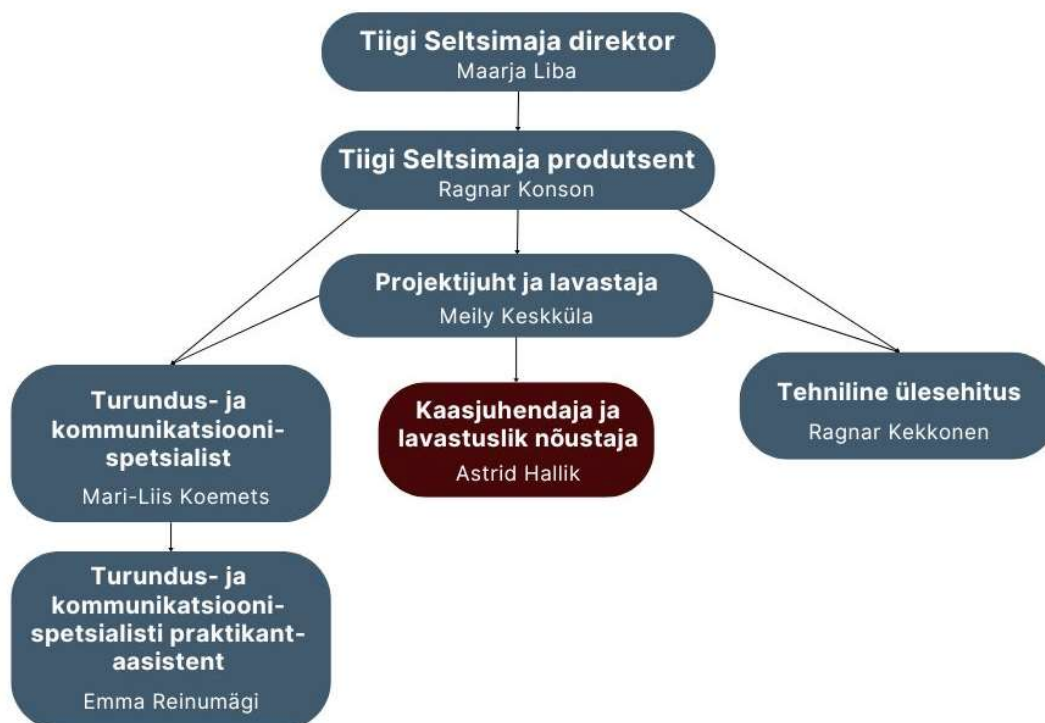 Tiigi Seltsimaja direktor
Maarja Liba
Tiigi Seltsimaja produtsent
Ragnar Konson
Projektijuht ja lavastaja
Meily Keskküla
Turundus- ja
kommunikatsiooni-
spetsialist
Mari-Liis Koemets
Kaasjuhendaja ja
lavastuslik nõustaja
Astrid Hallik
Tehniline ülesehitus
Ragnar Kekkonen
Turundus- ja
kommunikatsiooni-
spetsialisti praktikant-
aasistent
Emma Reinumägi